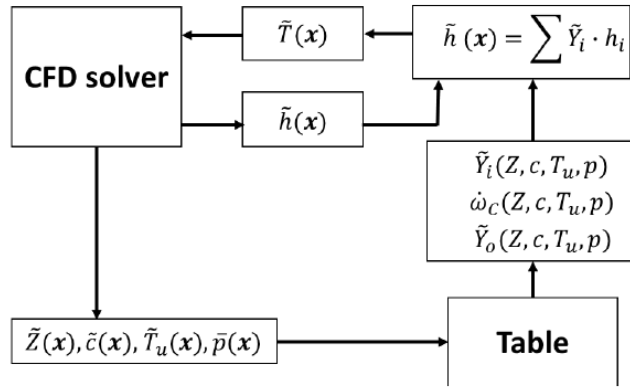 T̃(𝒙)
h̃ (𝒙) = ∑ Ỹᵢ · hᵢ
CFD solver
h̃(𝒙)
Ỹᵢ(Z, c, Tᵤ, p)
ω̇_C(Z, c, Tᵤ, p)
Ỹₒ(Z, c, Tᵤ, p)
Z̃(𝒙), c̃(𝒙), T̃ᵤ(𝒙), p̄(𝒙)
Table